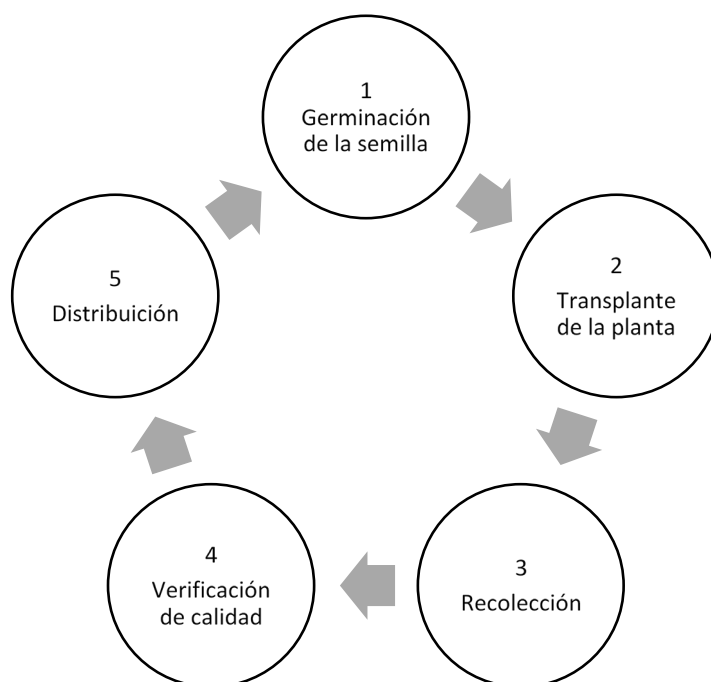 1
Germinación
de la semilla
2
Transplante
de la planta
3
Recolección
4
Verificación
de calidad
5
Distribuición